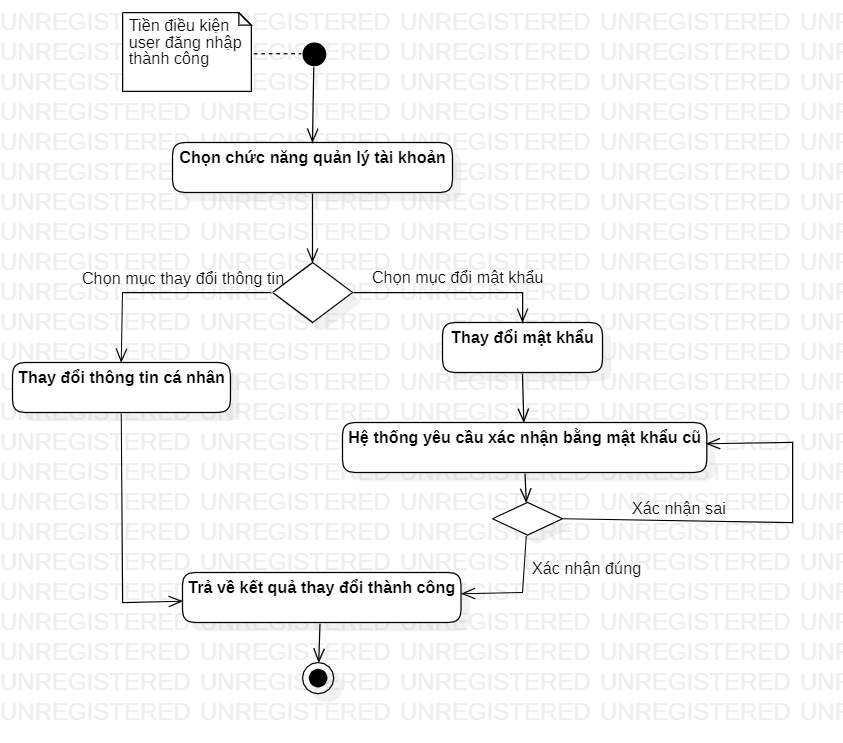 Tiền điều kiện
user đăng nhập
thành công
Chọn chức năng quản lý tài khoản
Chọn mục thay đổi thông tin
Chọn mục đổi mật khẩu
Thay đổi mật khẩu
Thay đổi thông tin cá nhân
Hệ thống yêu cầu xác nhận bằng mật khẩu cũ
Xác nhận sai
Xác nhận đúng
Trả về kết quả thay đổi thành công
UNREGISTERED